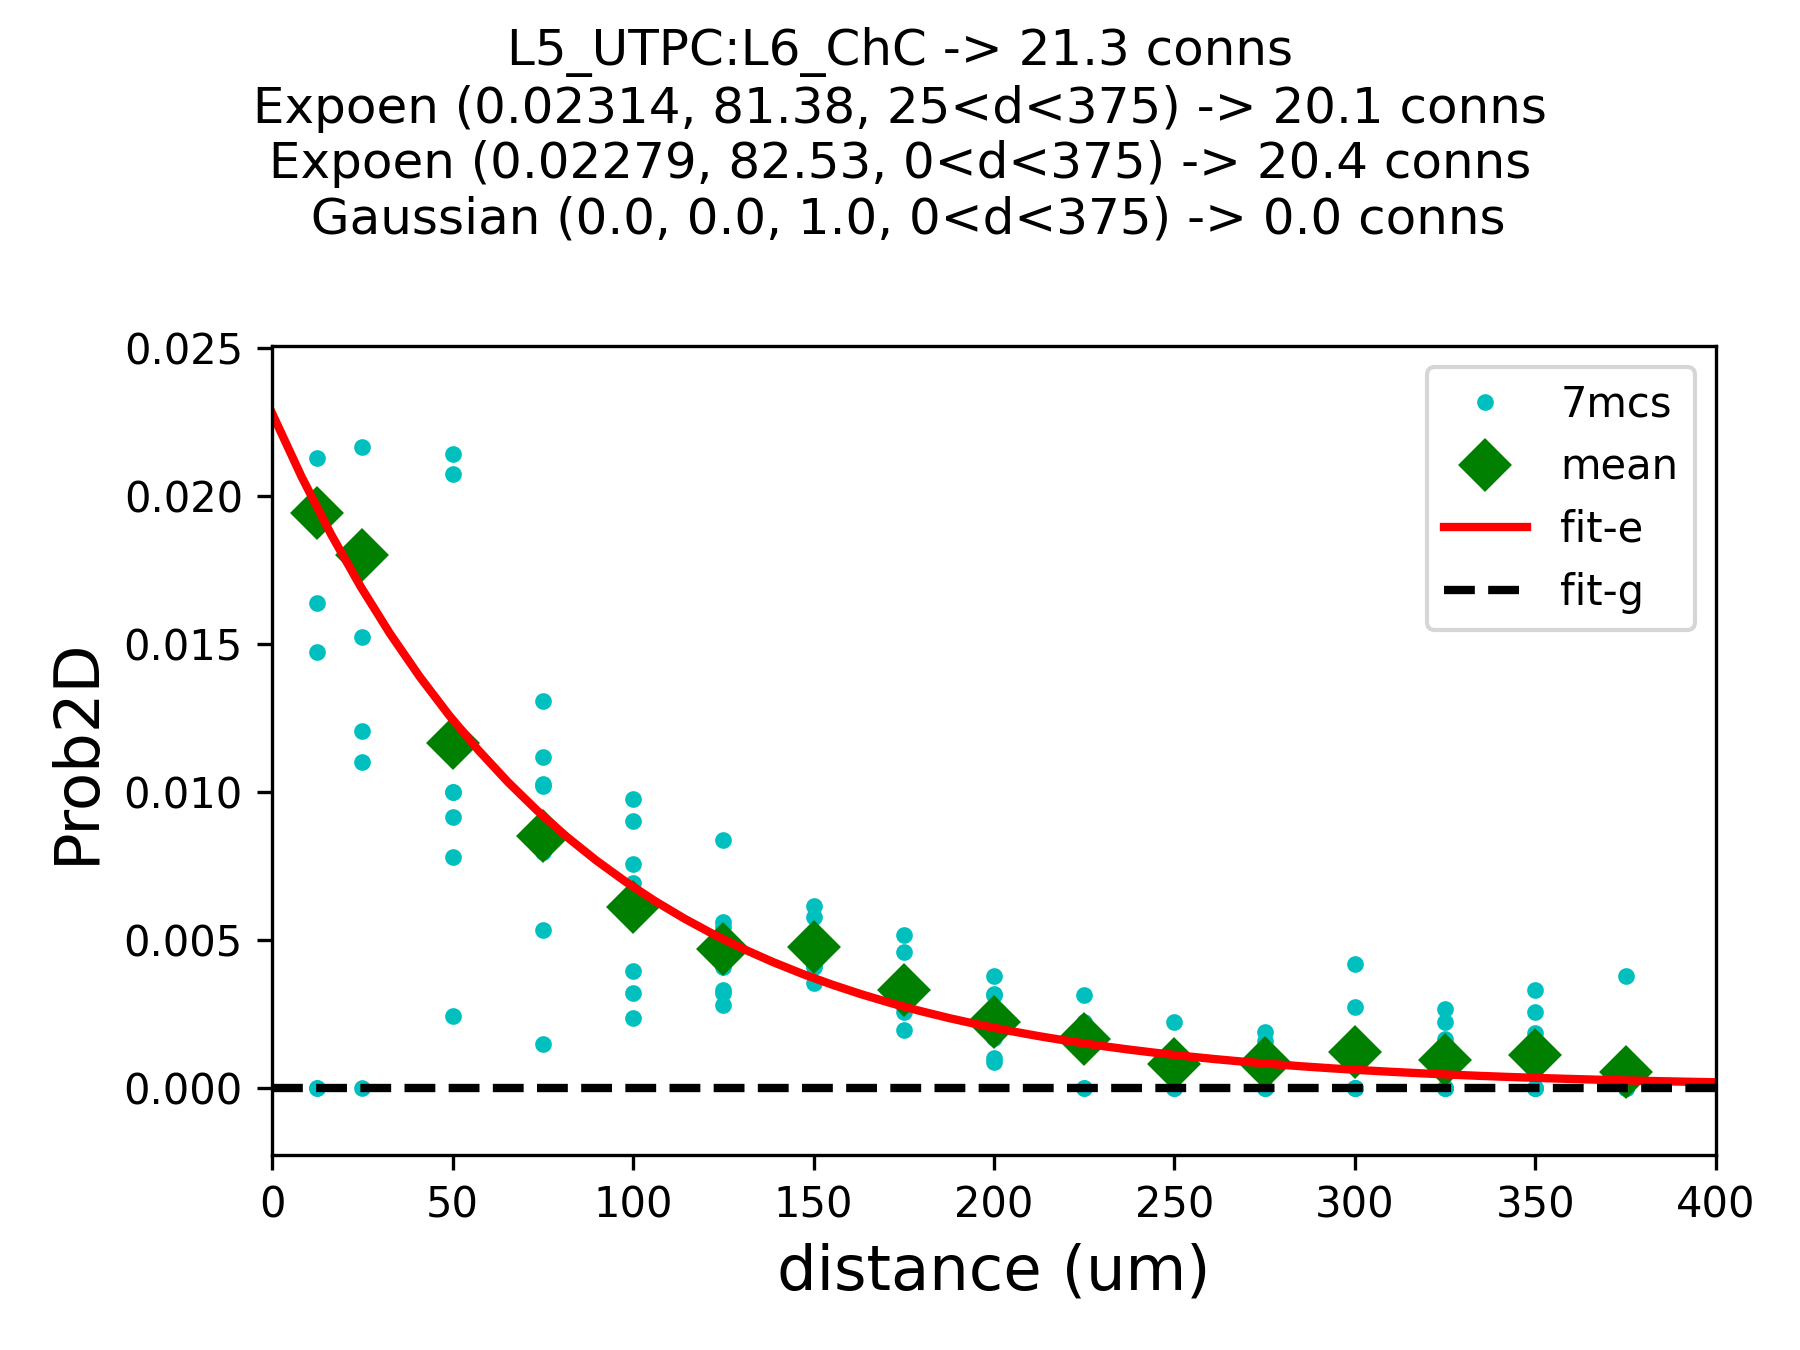 L5_UTPC:L6_ChC -> 21.3 conns
Expoen (0.02314, 81.38, 25<d<375) -> 20.1 conns
Expoen (0.02279, 82.53, 0<d<375) -> 20.4 conns
Gaussian (0.0, 0.0, 1.0, 0<d<375) -> 0.0 conns
0.025
0.020
0.015
0.010
0.005
0.000
Prob2D
7mcs
mean
fit-e
fit-g
0 50 100 150 200 250 300 350 400
distance (um)